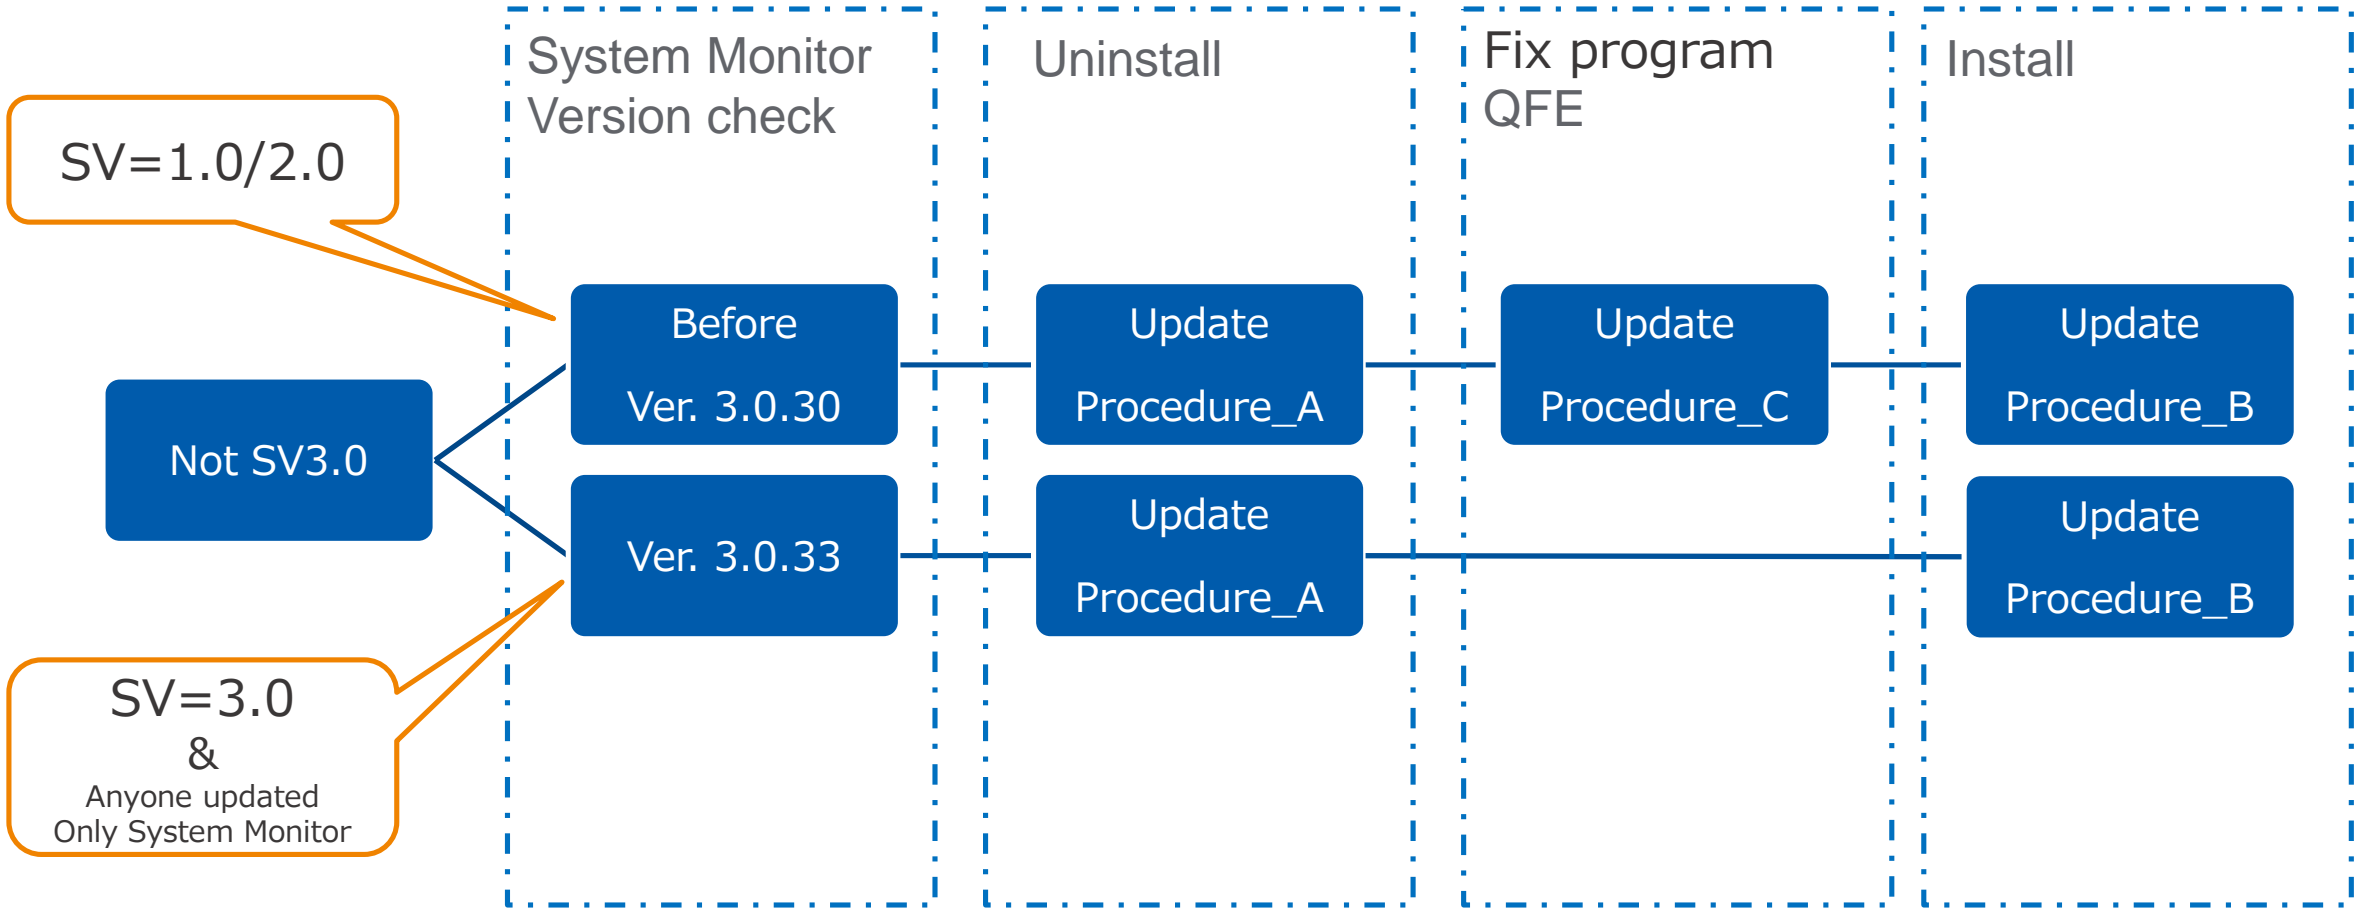 System Monitor
Version check
Uninstall
Fix program
QFE
Install
SV=1.0/2.0
Before
Ver. 3.0.30
Update
Procedure_A
Update
Procedure_C
Update
Procedure_B
Not SV3.0
Ver. 3.0.33
Update
Procedure_A
Update
Procedure_B
SV=3.0
&
Anyone updated
Only System Monitor